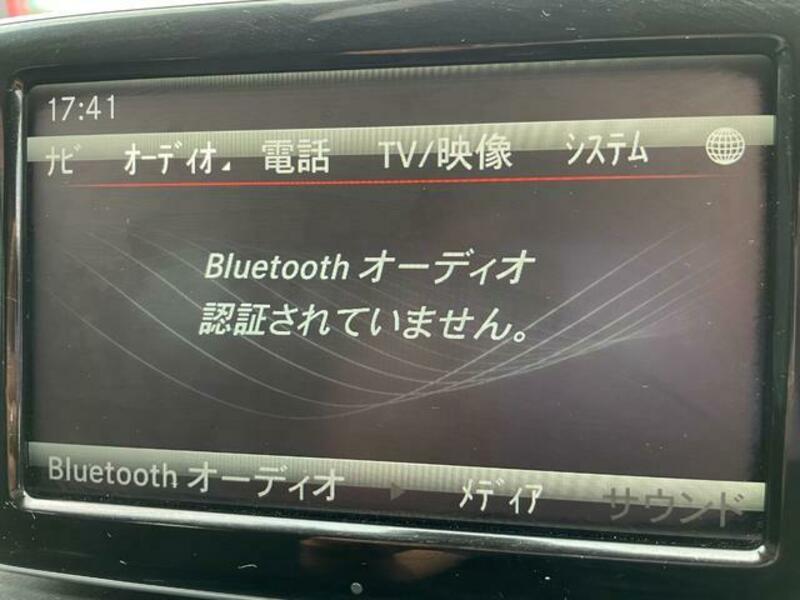 17:41
ナビ オーディオ 電話 TV/映像 システム
Bluetooth オーディオ
認証されていません。
Bluetooth オーディオ メディア サウンド